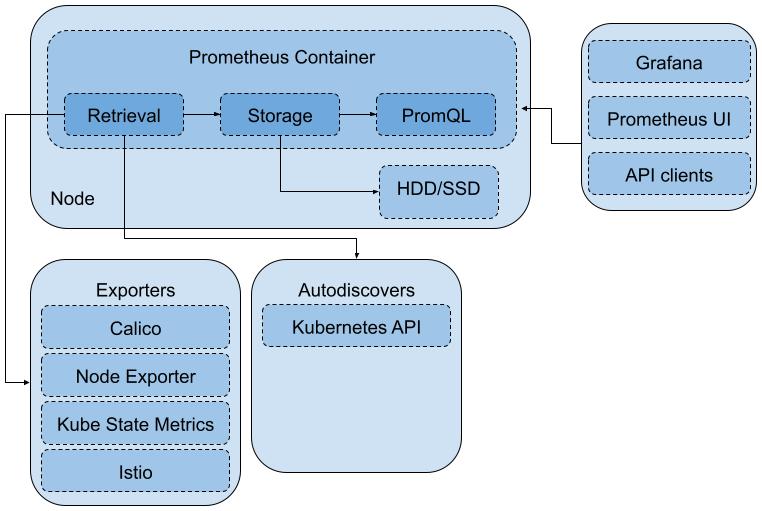 Prometheus Container
Retrieval
Storage
PromQL
HDD/SSD
Node
Grafana
Prometheus UI
API clients
Exporters
Calico
Node Exporter
Kube State Metrics
Istio
Autodiscovers
Kubernetes API